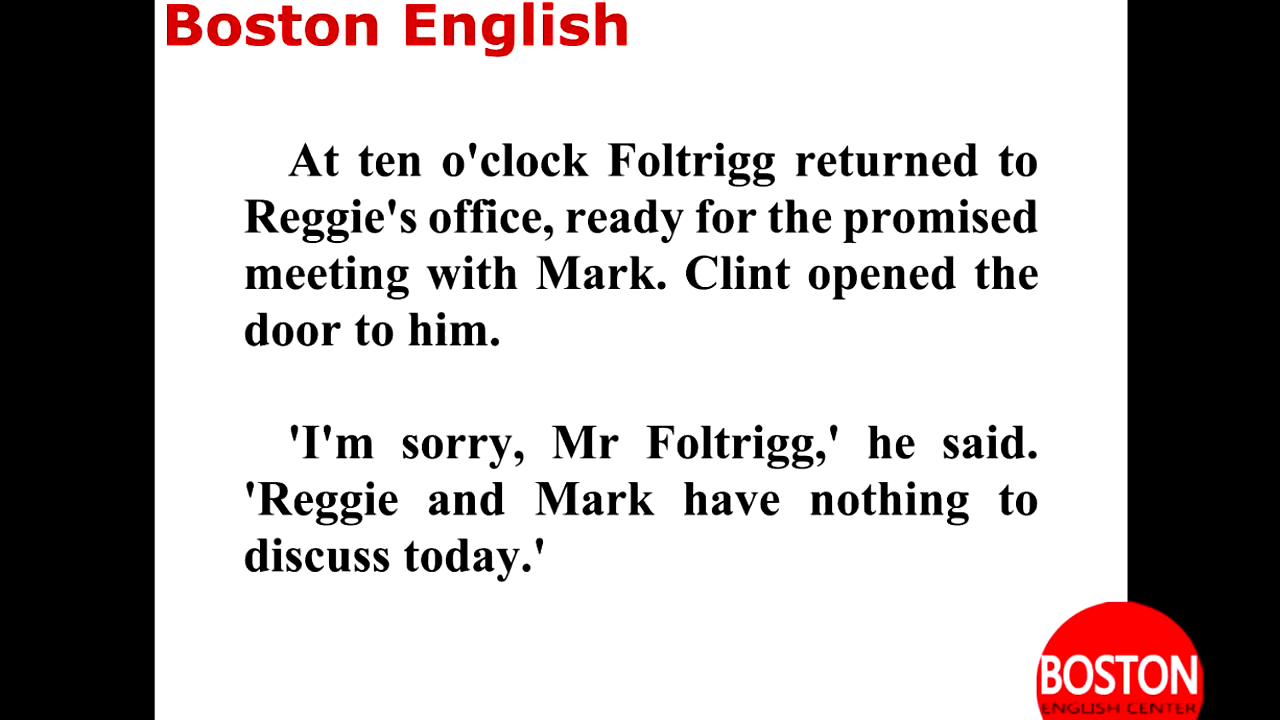 Boston English
At ten o'clock Foltrigg returned to
Reggie's office, ready for the promised
meeting with Mark. Clint opened the
door to him.
'I'm sorry, Mr Foltrigg,' he said.
'Reggie and Mark have nothing to
discuss today.'
BOSTON
ENGLISH CENTER